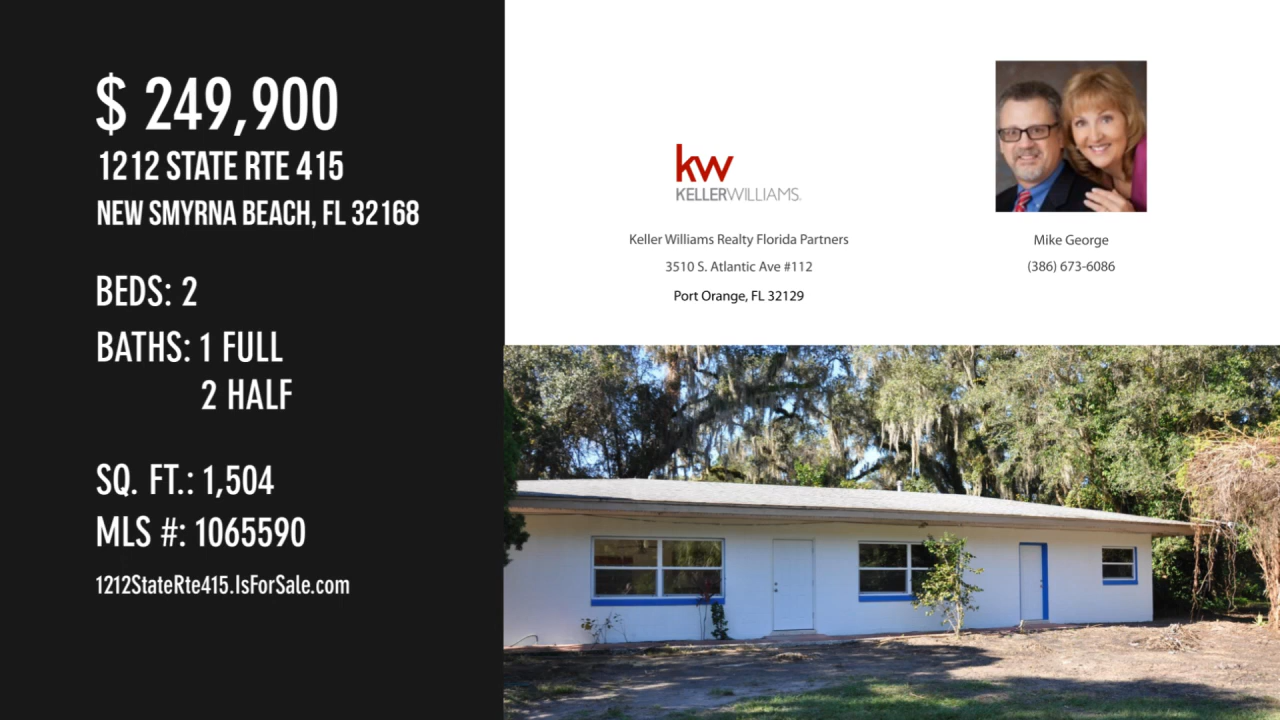 $ 249,900
1212 STATE RTE 415
NEW SMYRNA BEACH, FL 32168
BEDS: 2
BATHS: 1 FULL
2 HALF
SQ. FT.: 1,504
MLS #: 1065590
1212StateRte415.IsForSale.com
kw
KELLERWILLIAMS.
Keller Williams Realty Florida Partners
3510 S. Atlantic Ave #112
Port Orange, FL 32129
Mike George
(386) 673-6086